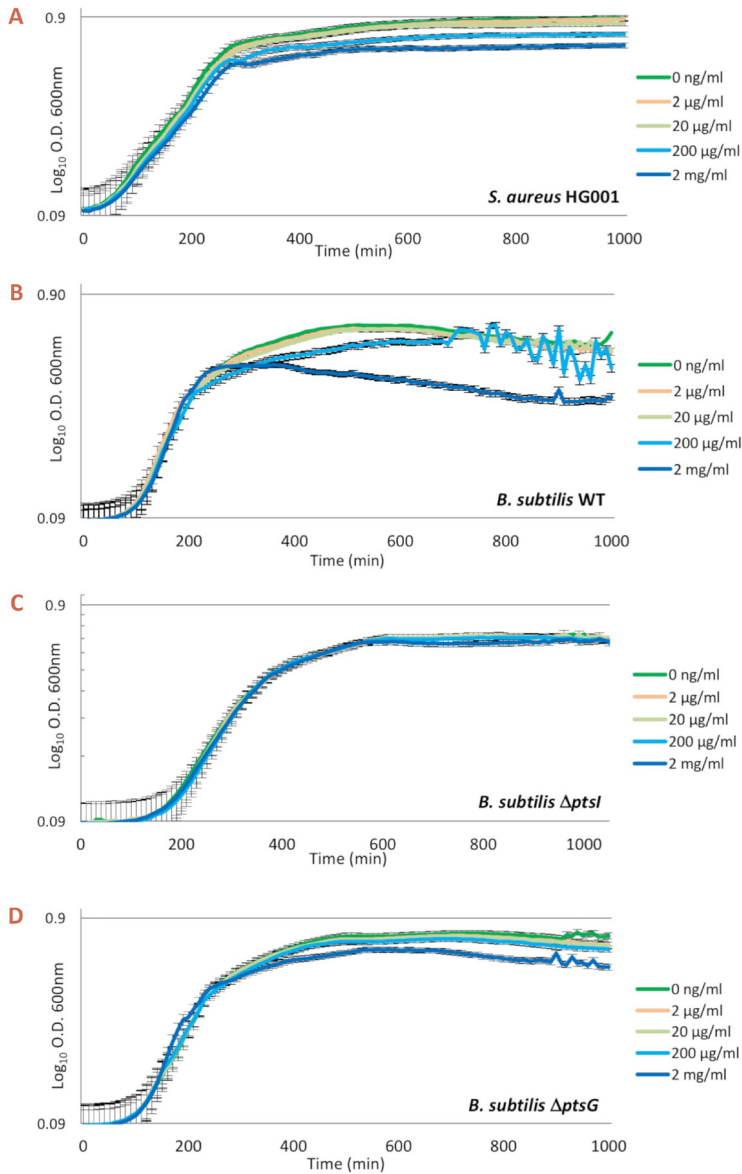 A
0.9
Log10 O.D. 600nm
0.09
0 200 400 600 800 1000
Time (min)
0 ng/ml
2 µg/ml
20 µg/ml
200 µg/ml
2 mg/ml
S. aureus HG001
B
0.90
Log10 O.D. 600nm
0.09
0 200 400 600 800 1000
Time (min)
0 ng/ml
2 µg/ml
20 µg/ml
200 µg/ml
2 mg/ml
B. subtilis WT
C
0.9
Log10 O.D. 600nm
0.09
0 200 400 600 800 1000
Time (min)
0 ng/ml
2 µg/ml
20 µg/ml
200 µg/ml
2 mg/ml
B. subtilis ΔptsI
D
0.9
Log10 O.D. 600nm
0.09
0 200 400 600 800 1000
Time (min)
0 ng/ml
2 µg/ml
20 µg/ml
200 µg/ml
2 mg/ml
B. subtilis ΔptsG